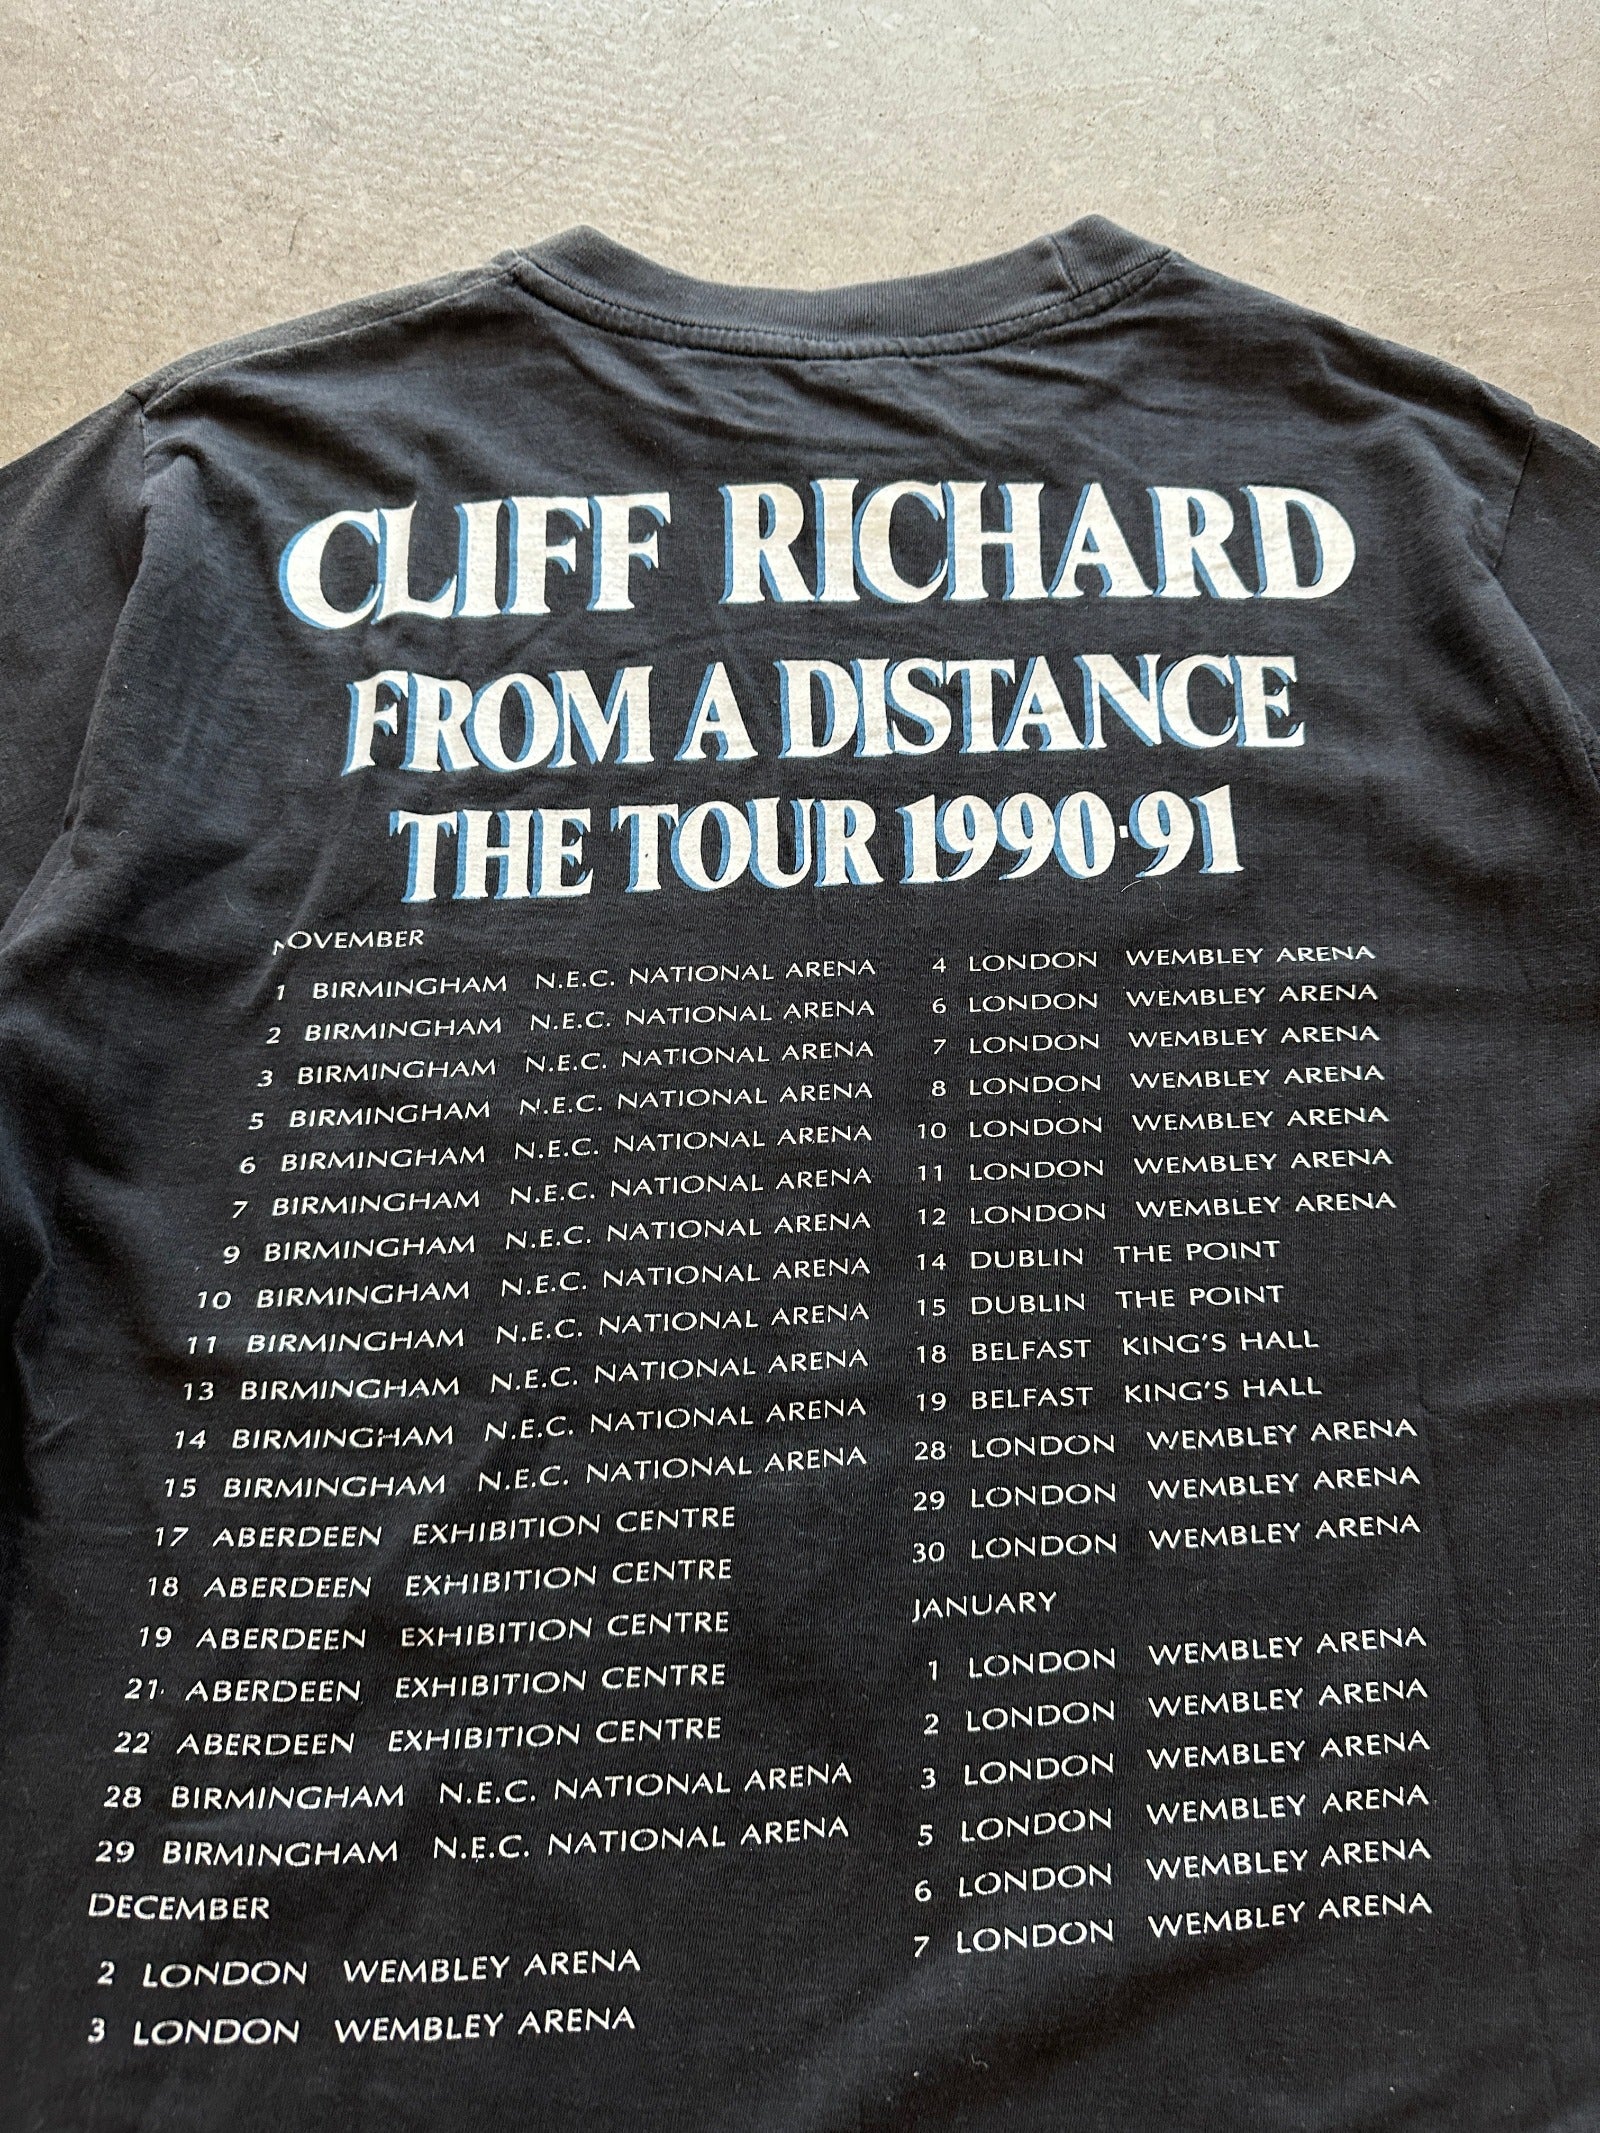 CLIFF RICHARD
FROM A DISTANCE
THE TOUR 1990-91
NOVEMBER
1 BIRMINGHAM N.E.C. NATIONAL ARENA
2 BIRMINGHAM N.E.C. NATIONAL ARENA
3 BIRMINGHAM N.E.C. NATIONAL ARENA
5 BIRMINGHAM N.E.C. NATIONAL ARENA
6 BIRMINGHAM N.E.C. NATIONAL ARENA
7 BIRMINGHAM N.E.C. NATIONAL ARENA
9 BIRMINGHAM N.E.C. NATIONAL ARENA
10 BIRMINGHAM N.E.C. NATIONAL ARENA
11 BIRMINGHAM N.E.C. NATIONAL ARENA
13 BIRMINGHAM N.E.C. NATIONAL ARENA
14 BIRMINGHAM N.E.C. NATIONAL ARENA
15 BIRMINGHAM N.E.C. NATIONAL ARENA
17 ABERDEEN EXHIBITION CENTRE
18 ABERDEEN EXHIBITION CENTRE
19 ABERDEEN EXHIBITION CENTRE
21 ABERDEEN EXHIBITION CENTRE
22 ABERDEEN EXHIBITION CENTRE
28 BIRMINGHAM N.E.C. NATIONAL ARENA
29 BIRMINGHAM N.E.C. NATIONAL ARENA
DECEMBER
2 LONDON WEMBLEY ARENA
3 LONDON WEMBLEY ARENA
4 LONDON WEMBLEY ARENA
6 LONDON WEMBLEY ARENA
7 LONDON WEMBLEY ARENA
8 LONDON WEMBLEY ARENA
10 LONDON WEMBLEY ARENA
11 LONDON WEMBLEY ARENA
12 LONDON WEMBLEY ARENA
14 DUBLIN THE POINT
15 DUBLIN THE POINT
18 BELFAST KING'S HALL
19 BELFAST KING'S HALL
28 LONDON WEMBLEY ARENA
29 LONDON WEMBLEY ARENA
30 LONDON WEMBLEY ARENA
JANUARY
1 LONDON WEMBLEY ARENA
2 LONDON WEMBLEY ARENA
3 LONDON WEMBLEY ARENA
5 LONDON WEMBLEY ARENA
6 LONDON WEMBLEY ARENA
7 LONDON WEMBLEY ARENA